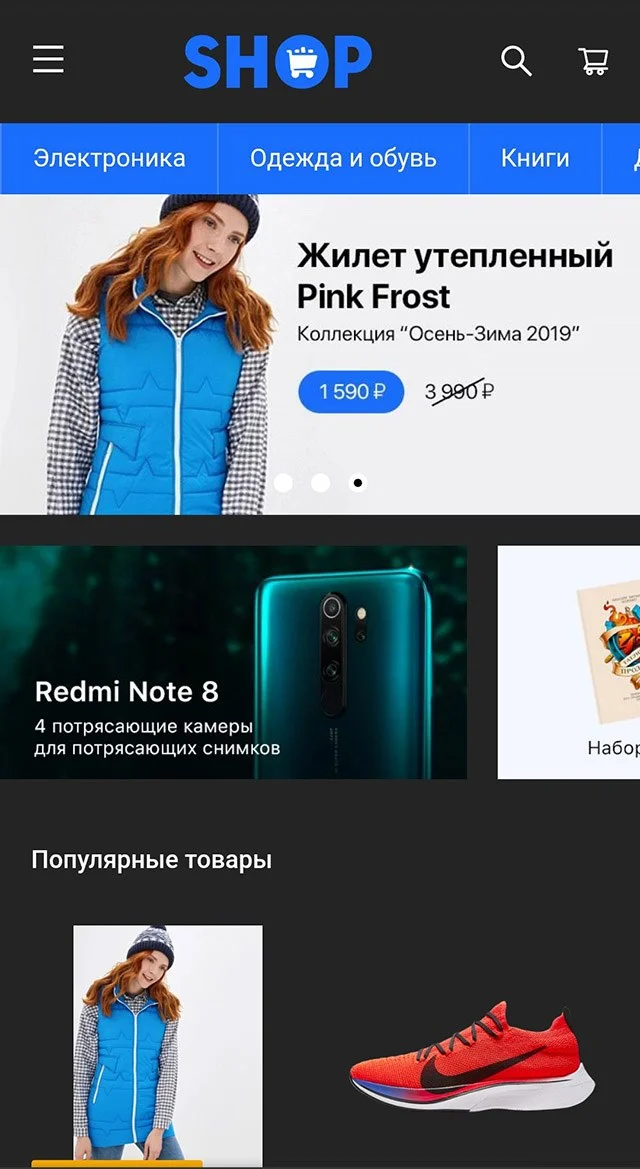 SHOP
Электроника
Одежда и обувь
Книги
Жилет утепленный
Pink Frost
Коллекция “Осень-Зима 2019”
1 590 ₽
3 990 ₽
Redmi Note 8
4 потрясающие камеры
для потрясающих снимков
Набор
Популярные товары